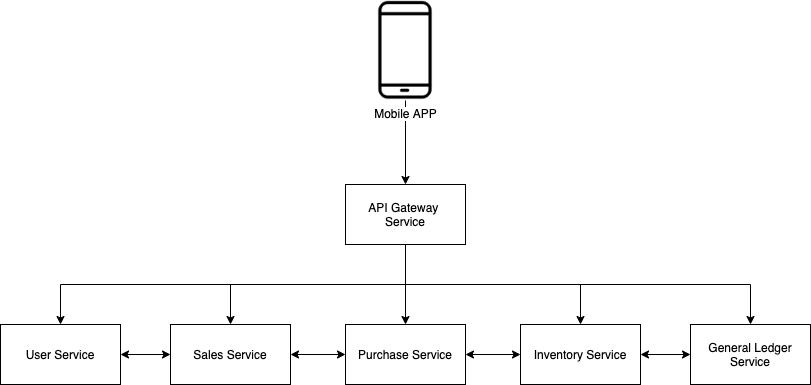 Mobile APP
API Gateway
Service
User Service
Sales Service
Purchase Service
Inventory Service
General Ledger
Service